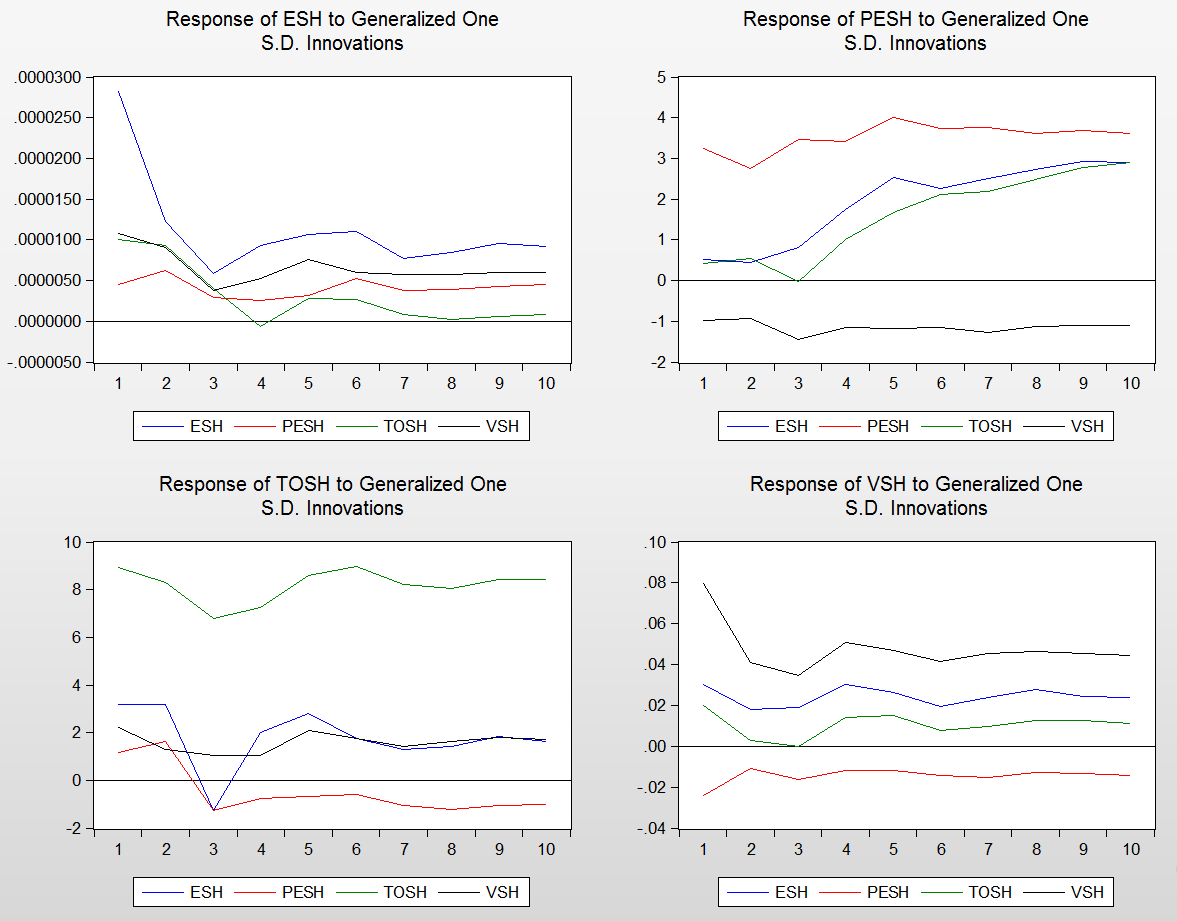 Response of ESH to Generalized One
S.D. Innovations
.0000300
.0000250
.0000200
.0000150
.0000100
.0000050
.0000000
-.0000050
1 2 3 4 5 6 7 8 9 10
ESH PESH TOSH VSH
Response of PESH to Generalized One
S.D. Innovations
5
4
3
2
1
0
-1
-2
1 2 3 4 5 6 7 8 9 10
ESH PESH TOSH VSH
Response of TOSH to Generalized One
S.D. Innovations
10
8
6
4
2
0
-2
1 2 3 4 5 6 7 8 9 10
ESH PESH TOSH VSH
Response of VSH to Generalized One
S.D. Innovations
.10
.08
.06
.04
.02
.00
-.02
-.04
1 2 3 4 5 6 7 8 9 10
ESH PESH TOSH VSH